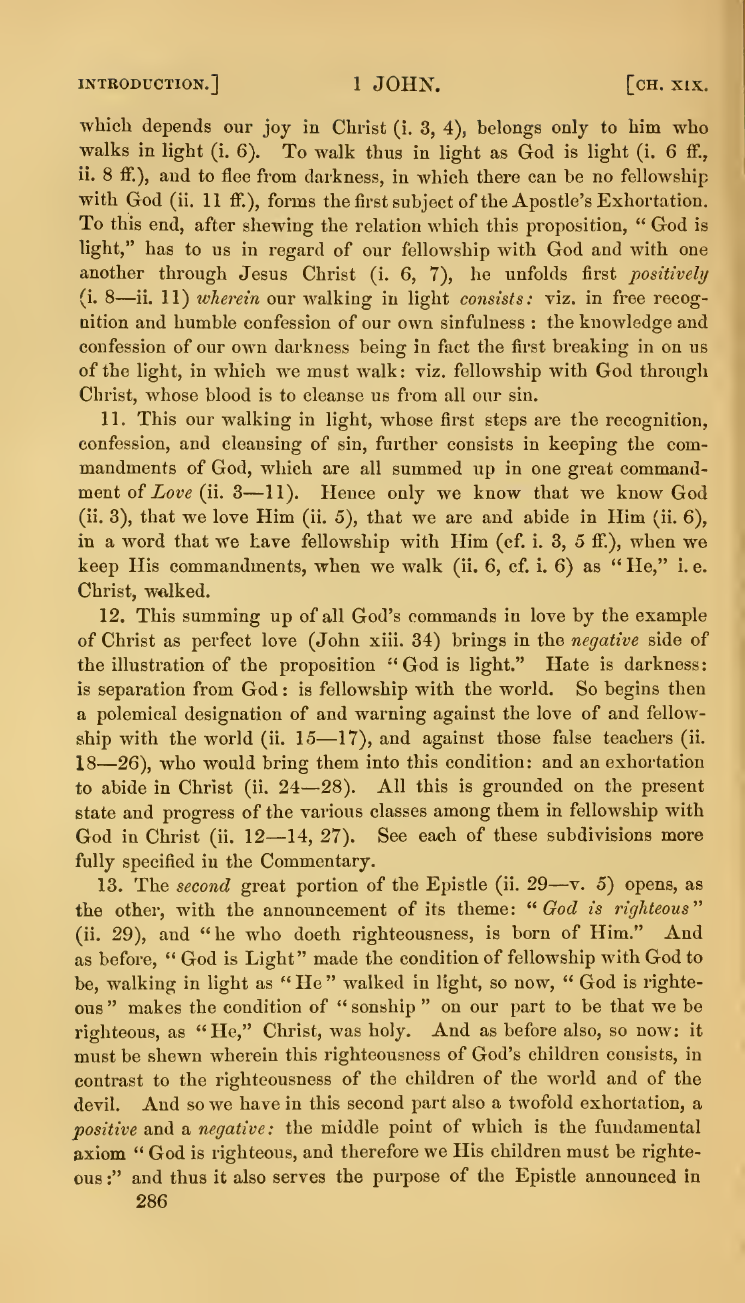 INTRODUCTION.] 1 JOHN. [CH. XIX.
which depends our joy in Christ (i. 3, 4), belongs only to him who
walks in light (i. 6). To walk thus in light as God is light (i. 6 ff.,
ii. 8 ff.), and to flee from darkness, in which there can be no fellowship
with God (ii. 11 ff.), forms the first subject of the Apostle's Exhortation.
To this end, after shewing the relation which this proposition, “ God is
light,” has to us in regard of our fellowship with God and with one
another through Jesus Christ (i. 6, 7), he unfolds first positively
(i. 8—ii. 11) wherein our walking in light consists: viz. in free recog-
nition and humble confession of our own sinfulness : the knowledge and
confession of our own darkness being in fact the first breaking in on us
of the light, in which we must walk: viz. fellowship with God through
Christ, whose blood is to cleanse us from all our sin.
11. This our walking in light, whose first steps are the recognition,
confession, and cleansing of sin, further consists in keeping the com-
mandments of God, which are all summed up in one great command-
ment of Love (ii. 3—11). Hence only we know that we know God
(ii. 3), that we love Him (ii. 5), that we are and abide in Him (ii. 6),
in a word that we have fellowship with Him (cf. i. 3, 5 ff.), when we
keep His commandments, when we walk (ii. 6, cf. i. 6) as “ He,” i. e.
Christ, walked.
12. This summing up of all God's commands in love by the example
of Christ as perfect love (John xiii. 34) brings in the negative side of
the illustration of the proposition “ God is light.” Hate is darkness:
is separation from God : is fellowship with the world. So begins then
a polemical designation of and warning against the love of and fellow-
ship with the world (ii. 15—17), and against those false teachers (ii.
18—26), who would bring them into this condition: and an exhortation
to abide in Christ (ii. 24—28). All this is grounded on the present
state and progress of the various classes among them in fellowship with
God in Christ (ii. 12—14, 27). See each of these subdivisions more
fully specified in the Commentary.
13. The second great portion of the Epistle (ii. 29—v. 5) opens, as
the other, with the announcement of its theme: “ God is righteous ”
(ii. 29), and “ he who doeth righteousness, is born of Him.” And
as before, “ God is Light ” made the condition of fellowship with God to
be, walking in light as “ He ” walked in light, so now, “ God is righte-
ous ” makes the condition of “ sonship ” on our part to be that we be
righteous, as “ He,” Christ, was holy. And as before also, so now: it
must be shewn wherein this righteousness of God's children consists, in
contrast to the righteousness of the children of the world and of the
devil. And so we have in this second part also a twofold exhortation, a
positive and a negative: the middle point of which is the fundamental
axiom “ God is righteous, and therefore we His children must be righte-
ous :” and thus it also serves the purpose of the Epistle announced in
286